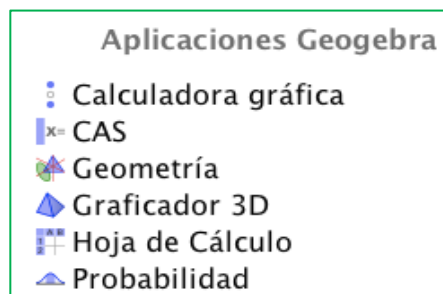 Aplicaciones Geogebra
Calculadora gráfica
x= CAS
Geometría
Graficador 3D
Hoja de Cálculo
Probabilidad